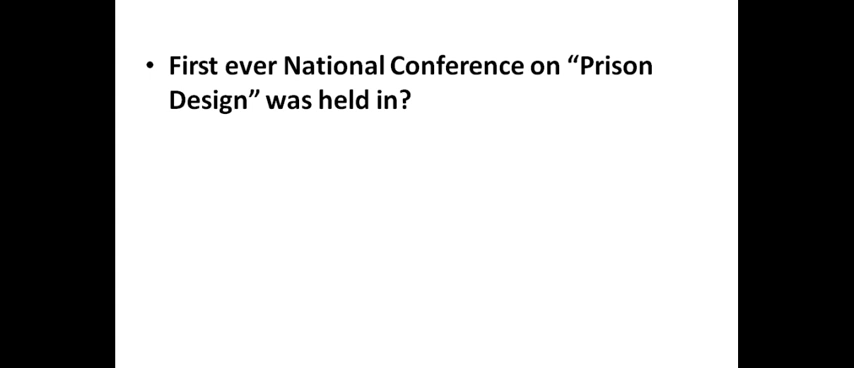 • First ever National Conference on “Prison
Design” was held in?